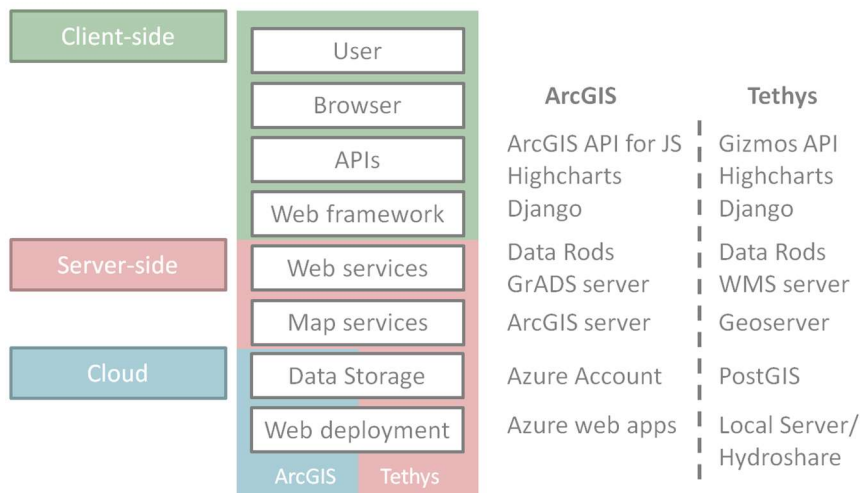 Client-side
User
Browser
APIs
Web framework
Server-side
Web services
Map services
Cloud
Data Storage
Web deployment
ArcGIS
Tethys
ArcGIS
ArcGIS API for JS
Highcharts
Django
Data Rods
GrADS server
ArcGIS server
Azure Account
Azure web apps
Tethys
Gizmos API
Highcharts
Django
Data Rods
WMS server
Geoserver
PostGIS
Local Server/
Hydroshare